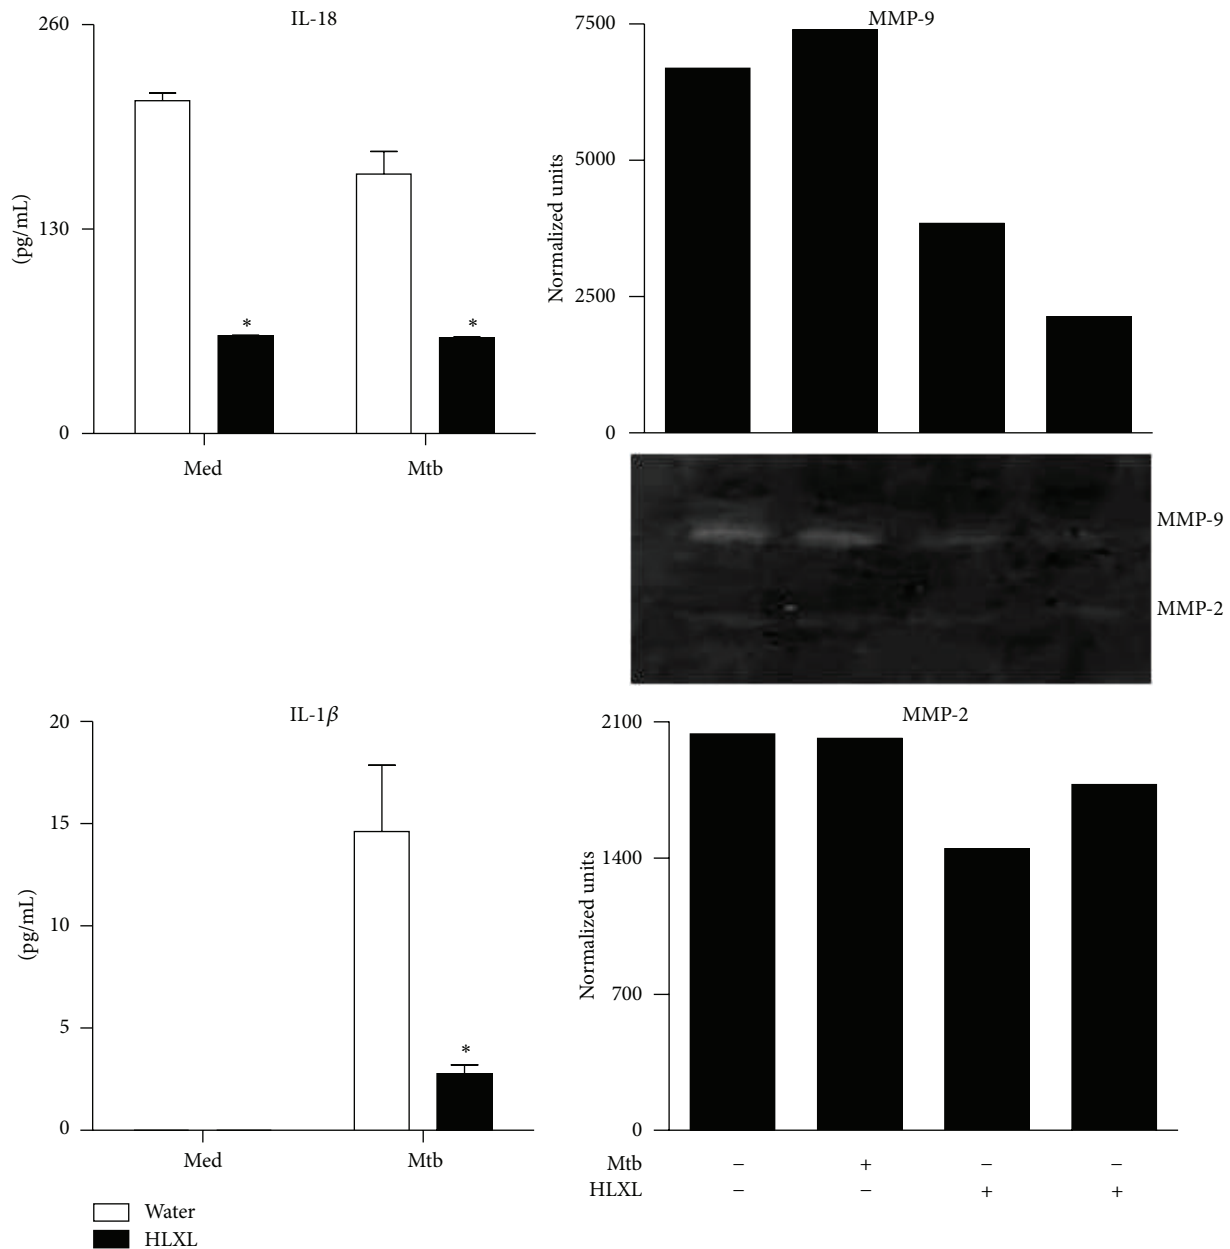 IL-18
260
130
0
(pg/mL)
*
*
Med
Mtb
MMP-9
7500
5000
2500
0
Normalized units
MMP-9
MMP-2
IL-1β
20
15
10
5
0
(pg/mL)
*
Med
Mtb
Water
HLXL
MMP-2
2100
1400
700
0
Normalized units
Mtb − + − −
HLXL − − + +